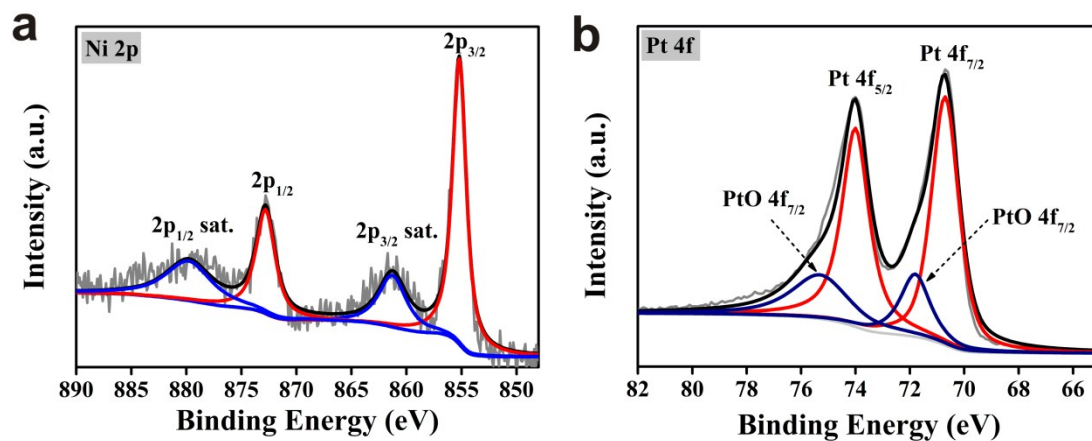 a
Ni 2p
2p3/2
2p1/2
2p1/2 sat.
2p3/2 sat.
Intensity (a.u.)
890 885 880 875 870 865 860 855 850
Binding Energy (eV)
b
Pt 4f
Pt 4f7/2
Pt 4f5/2
PtO 4f7/2
PtO 4f7/2
Intensity (a.u.)
82 80 78 76 74 72 70 68 66
Binding Energy (eV)